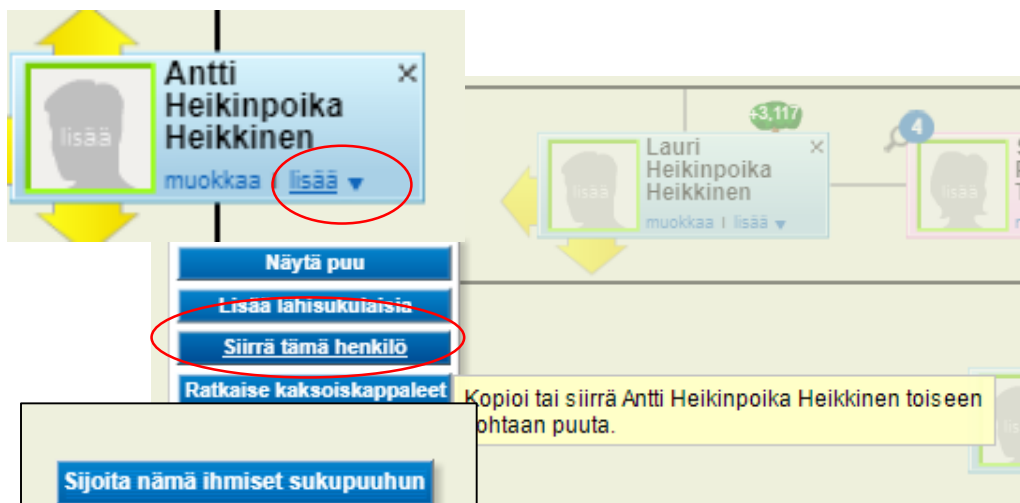 Antti
Heikinpoika
Heikkinen
lisää
muokkaa | lisää
+3,117
4
Lauri
Heikinpoika
Heikkinen
lisää
muokkaa | lisää
lisää
Näytä puu
Lisää lähisukulaisia
Siirrä tämä henkilö
Ratkaise kaksoiskappaleet
Kopioi tai siirrä Antti Heikinpoika Heikkinen toiseen
ohtaan puuta.
Sijoita nämä ihmiset sukupuuhun